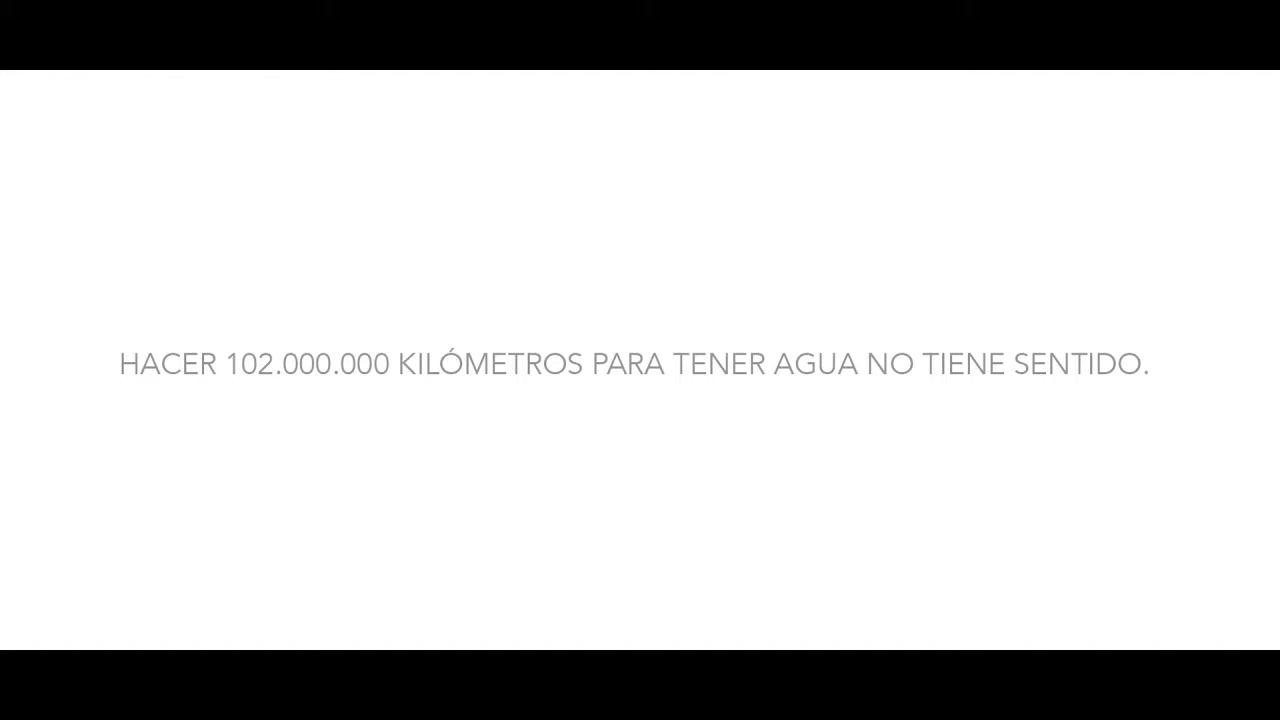 HACER 102.000.000 KILÓMETROS PARA TENER AGUA NO TIENE SENTIDO.